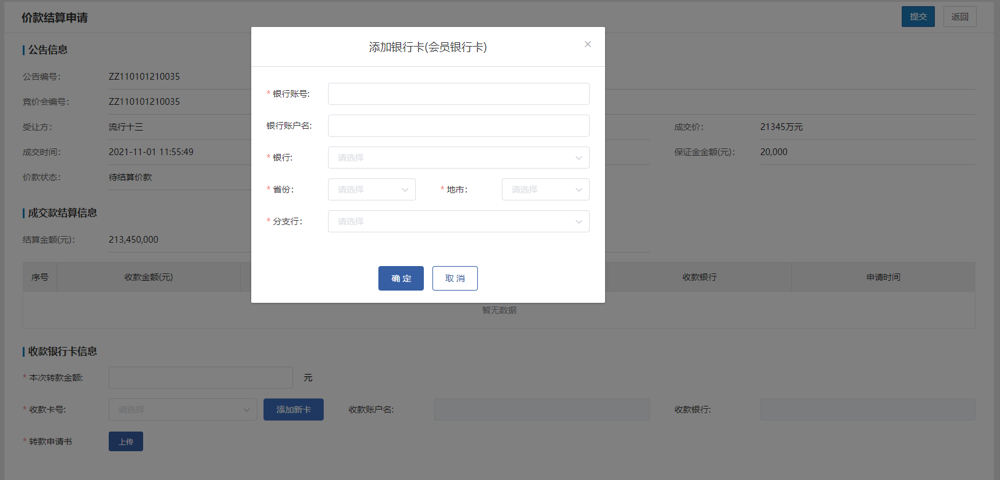 价款结算申请
提交 返回
公告信息
公告编号: ZZ110101210035
竞价会编号: ZZ110101210035
受让方: 流行十三 成交价: 21345万元
成交时间: 2021-11-01 11:55:49 保证金金额(元): 20,000
价款状态: 待结算价款
成交款结算信息
结算金额(元): 213,450,000
序号 收款金额(元) 收款银行 申请时间
暂无数据
收款银行卡信息
* 本次转款金额: 元
* 收款卡号: 请选择 添加新卡 收款账户名: 收款银行:
* 转款申请书 上传
添加银行卡(会员银行卡)
* 银行账号:
银行账户名:
* 银行: 请选择
* 省份: 请选择 * 地市: 请选择
* 分支行: 请选择
确 定 取 消